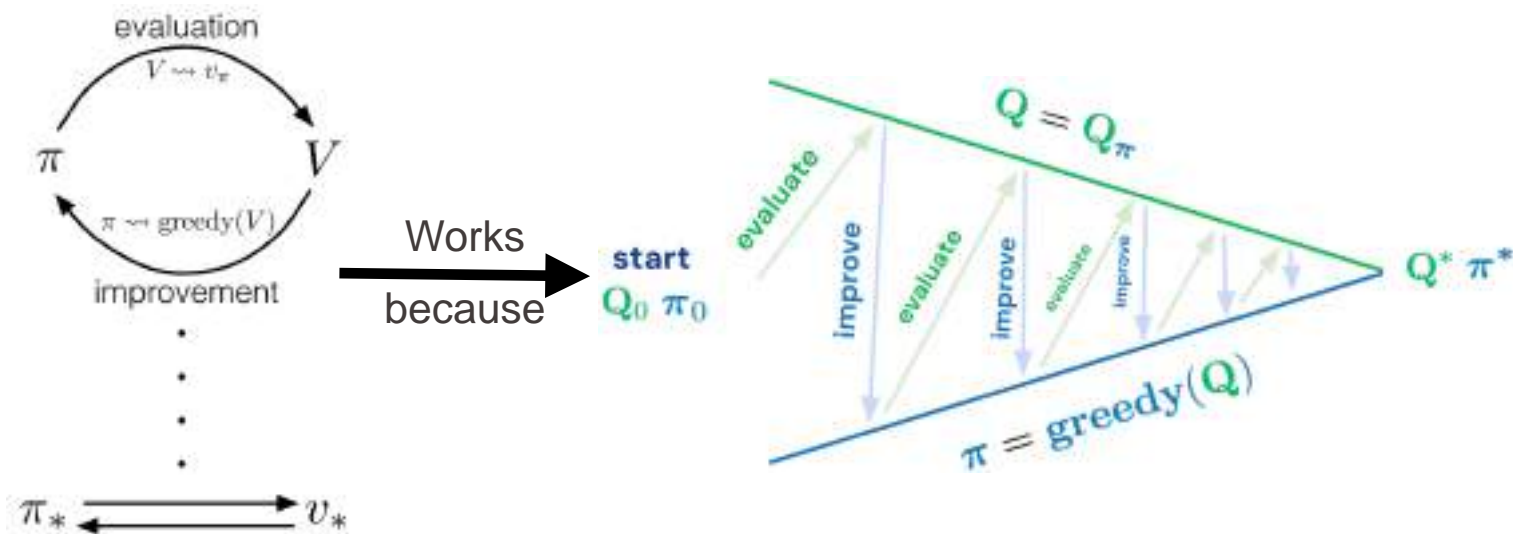 evaluation
V ⇝ v_π
π V
π ⇝ greedy(V)
improvement
π_* v_*
Works
because
start
Q_0 π_0
evaluate
improve
evaluate
improve
evaluate
improve
Q = Q_π
π = greedy(Q)
Q^* π^*